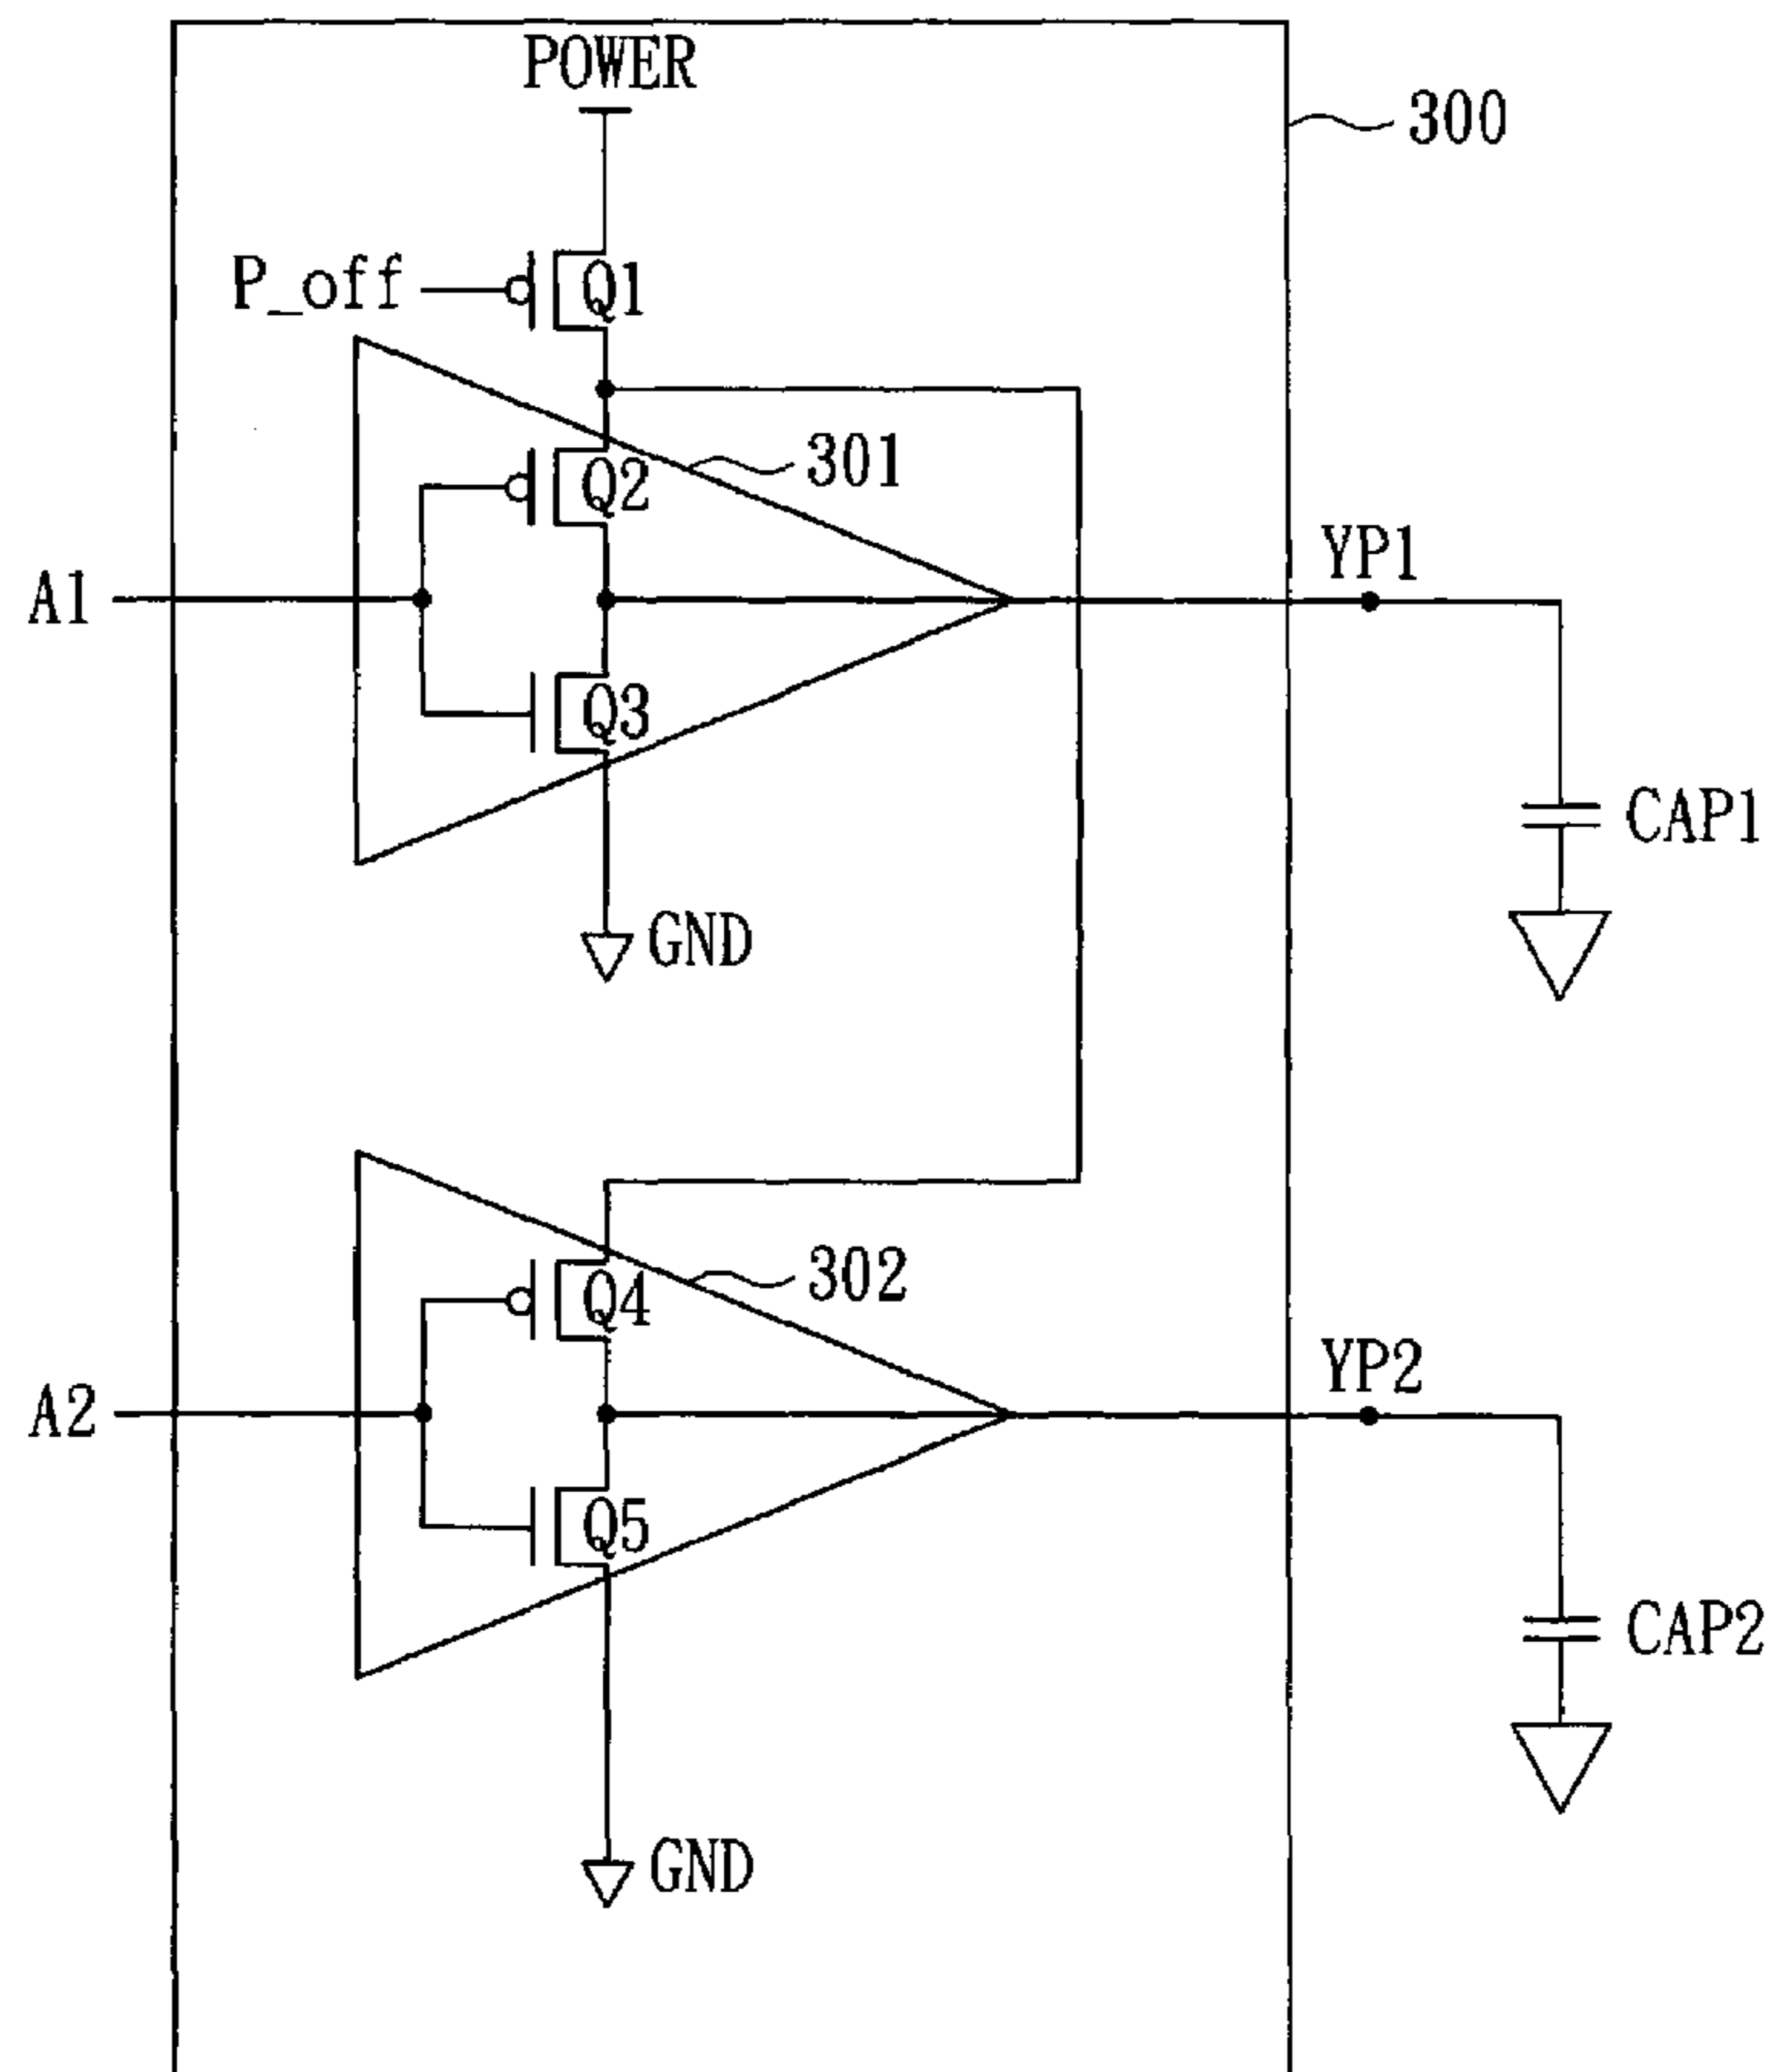 POWER
300
P_off
Q1
Q2
301
A1
YP1
Q3
CAP1
GND
Q4
302
A2
YP2
Q5
CAP2
GND